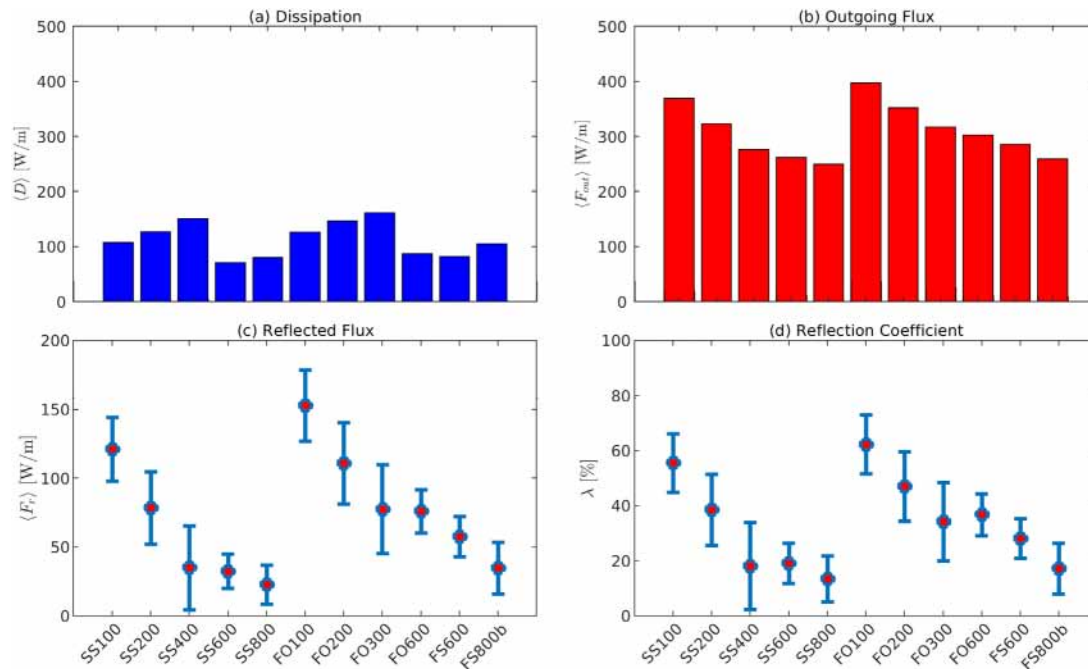 (a) Dissipation
500
400
300
200
100
0
⟨D⟩ [W/m]
(b) Outgoing Flux
500
400
300
200
100
0
⟨F_out⟩ [W/m]
(c) Reflected Flux
200
150
100
50
0
⟨F_r⟩ [W/m]
SS100
SS200
SS400
SS600
SS800
FO100
FO200
FO300
FO600
FS600
FS800b
(d) Reflection Coefficient
100
80
60
40
20
0
λ [%]
SS100
SS200
SS400
SS600
SS800
FO100
FO200
FO300
FO600
FS600
FS800b